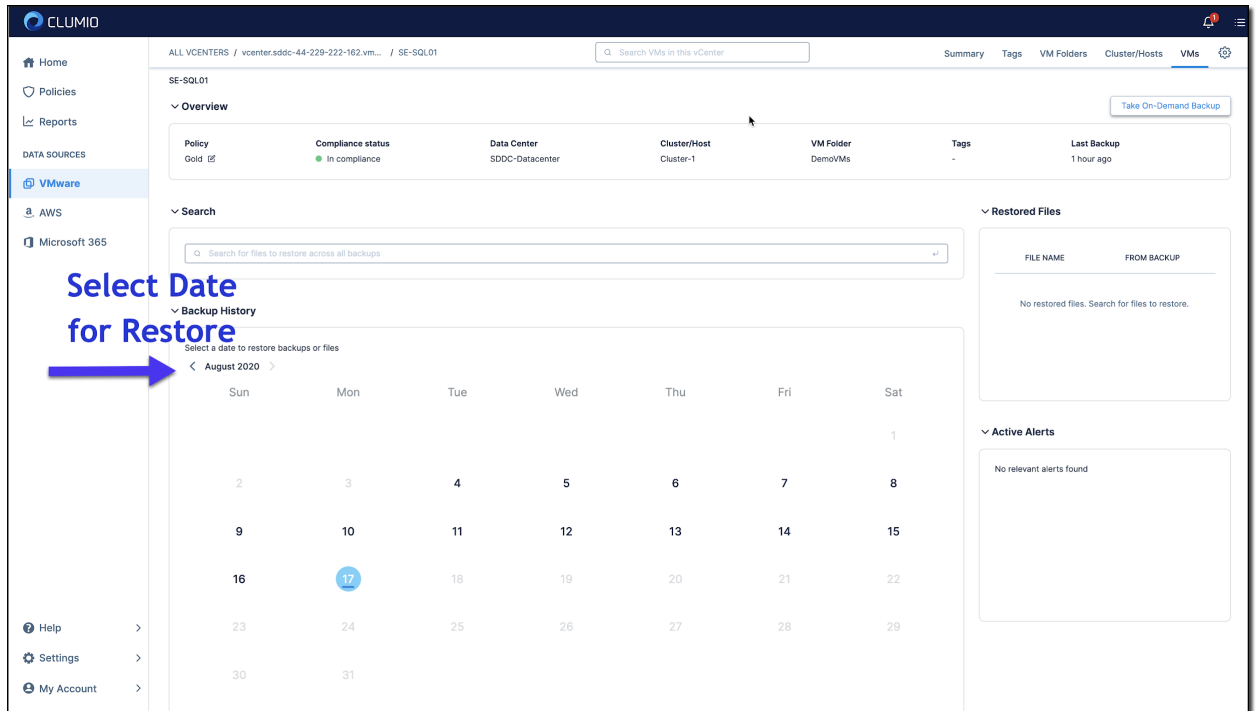 CLUMIO
1
Home
Policies
Reports
DATA SOURCES
VMware
AWS
Microsoft 365
Help
Settings
My Account
ALL VCENTERS / vcenter.sddc-44-229-222-162.vm... / SE-SQL01
Search VMs in this vCenter
Summary Tags VM Folders Cluster/Hosts VMs
SE-SQL01
Overview
Take On-Demand Backup
Policy Compliance status Data Center Cluster/Host VM Folder Tags Last Backup
Gold In compliance SDDC-Datacenter Cluster-1 DemoVMs - 1 hour ago
Search
Search for files to restore across all backups
Select Date
for Restore
Backup History
Select a date to restore backups or files
August 2020
Sun Mon Tue Wed Thu Fri Sat
1
2 3 4 5 6 7 8
9 10 11 12 13 14 15
16 17 18 19 20 21 22
23 24 25 26 27 28 29
30 31
Restored Files
FILE NAME FROM BACKUP
No restored files. Search for files to restore.
Active Alerts
No relevant alerts found